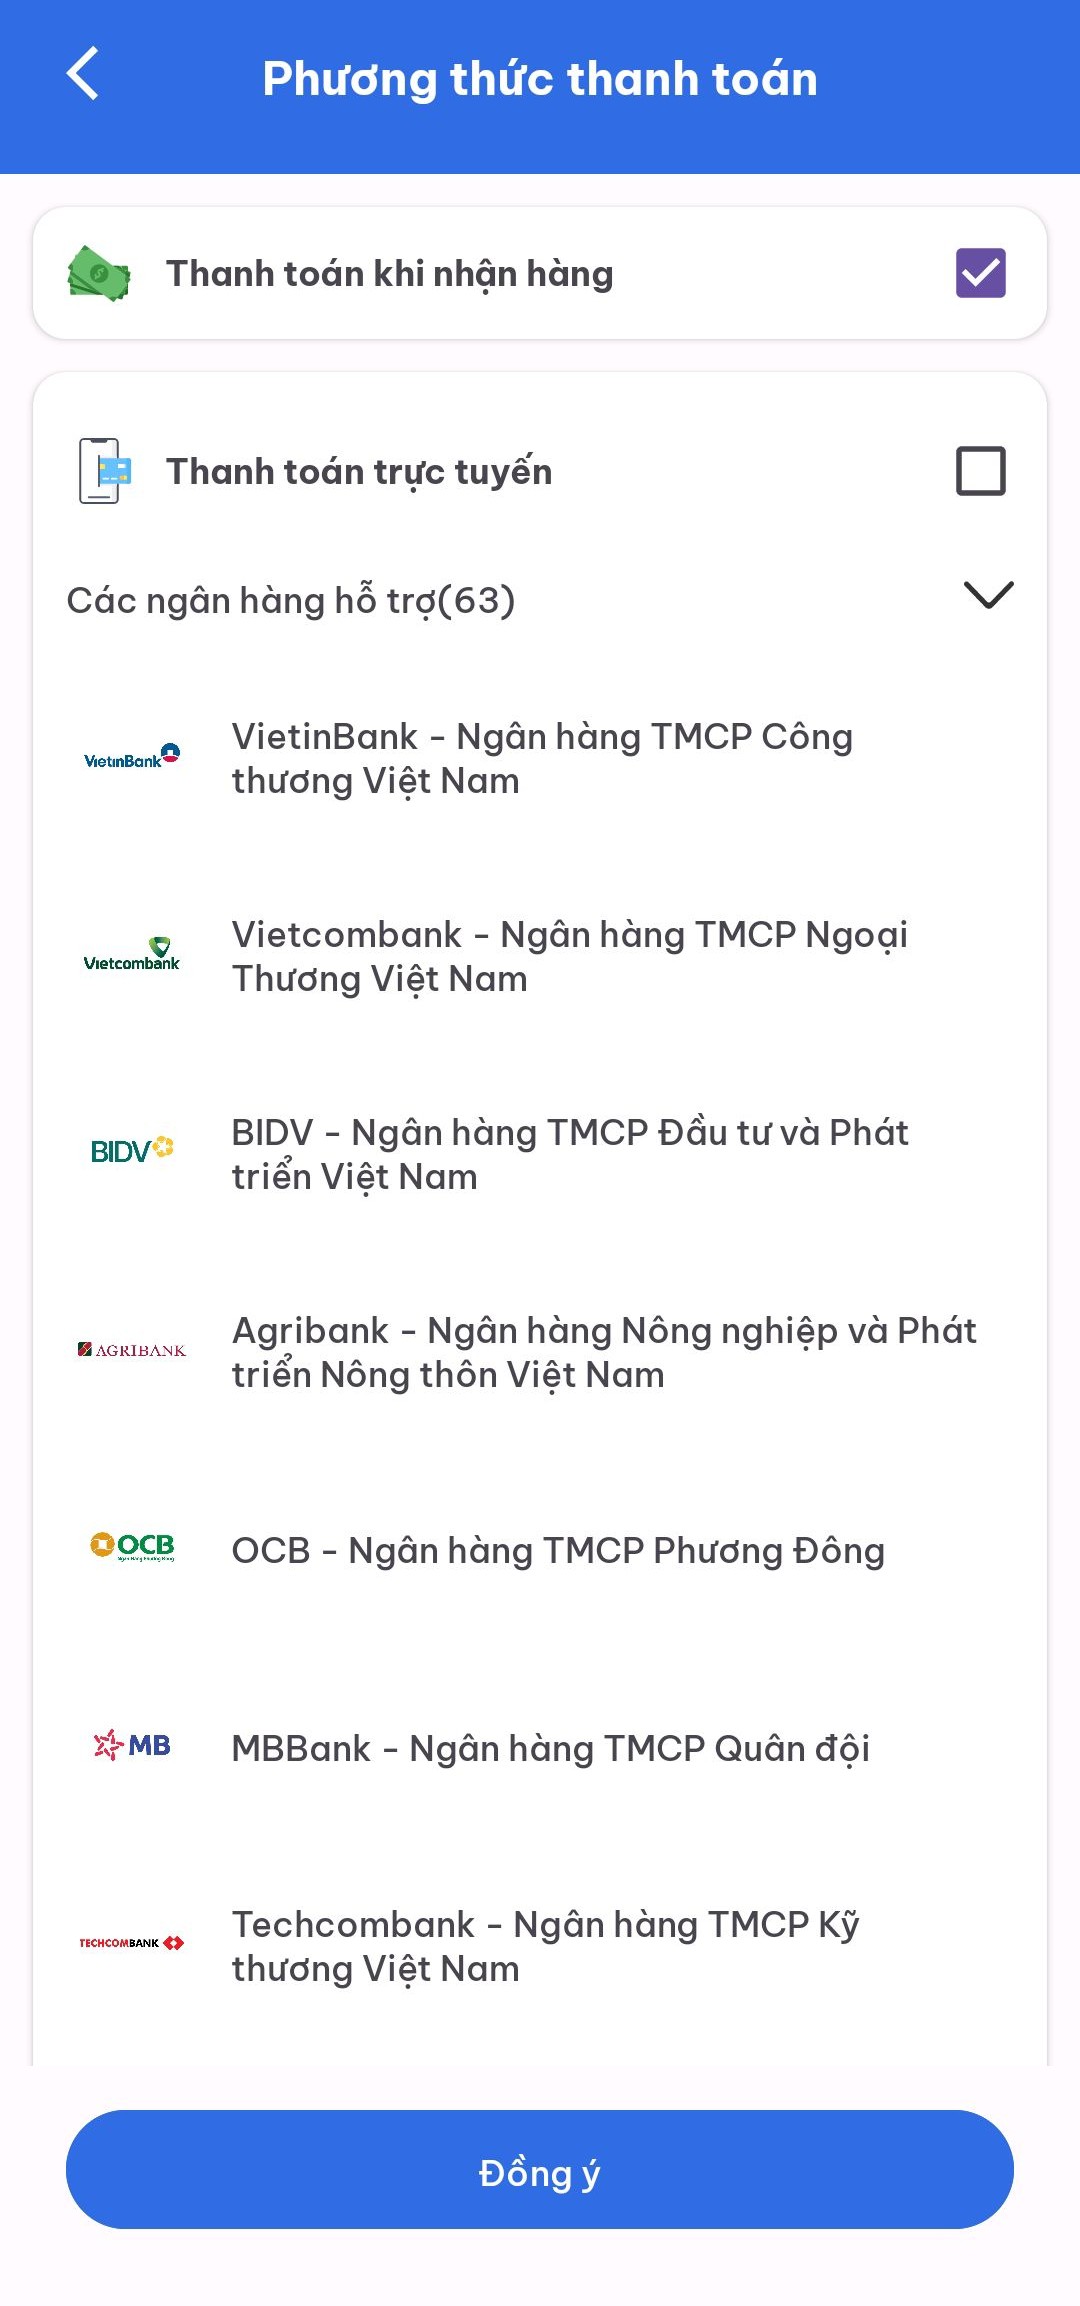 Phương thức thanh toán
Thanh toán khi nhận hàng
Thanh toán trực tuyến
Các ngân hàng hỗ trợ(63)
VietinBank
VietinBank - Ngân hàng TMCP Công
thương Việt Nam
Vietcombank
Vietcombank - Ngân hàng TMCP Ngoại
Thương Việt Nam
BIDV
BIDV - Ngân hàng TMCP Đầu tư và Phát
triển Việt Nam
AGRIBANK
Agribank - Ngân hàng Nông nghiệp và Phát
triển Nông thôn Việt Nam
OCB
Ngân Hàng Phương Đông
OCB - Ngân hàng TMCP Phương Đông
MB
MBBank - Ngân hàng TMCP Quân đội
TECHCOMBANK
Techcombank - Ngân hàng TMCP Kỹ
thương Việt Nam
Đồng ý